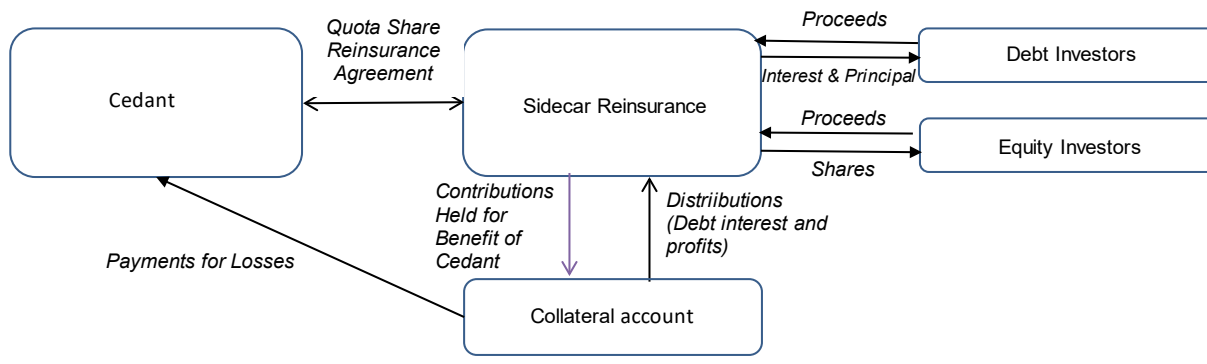 Quota Share
Reinsurance
Agreement
Cedant
Sidecar Reinsurance
Proceeds
Debt Investors
Interest & Principal
Proceeds
Equity Investors
Shares
Contributions
Held for
Benefit of
Cedant
Distriibutions
(Debt interest and
profits)
Payments for Losses
Collateral account